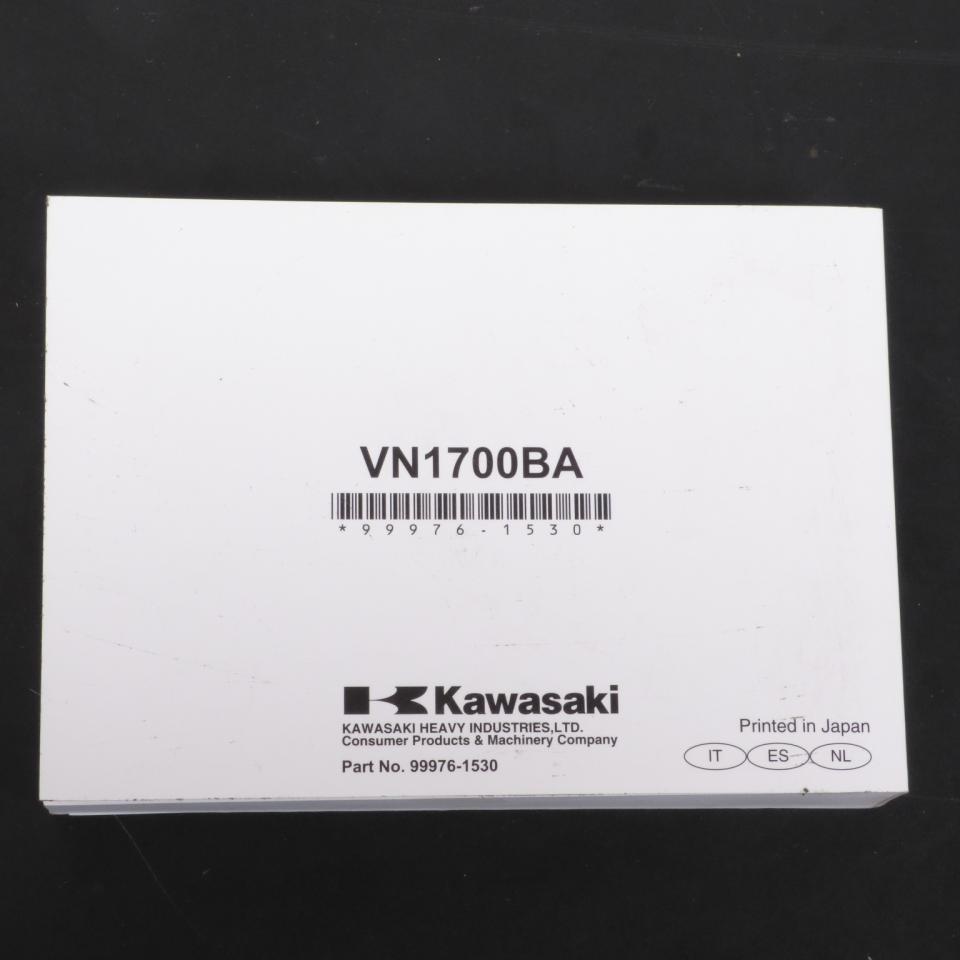 VN1700BA
*99976-1530*
Kawasaki
KAWASAKI HEAVY INDUSTRIES,LTD.
Consumer Products & Machinery Company
Part No. 99976-1530
Printed in Japan
IT ES NL